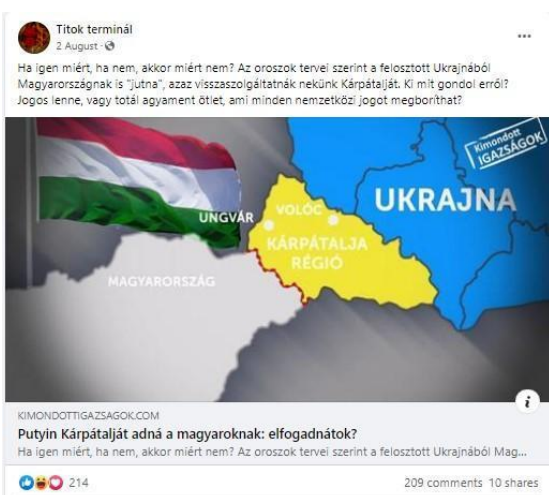 Titok terminál
2 August ·
Ha igen miért, ha nem, akkor miért nem? Az oroszok tervei szerint a felosztott Ukrajnából
Magyarországnak is "jutna", azaz visszaszolgáltatnák nekünk Kárpátalját. Ki mit gondol erről?
Jogos lenne, vagy totál agyament ötlet, ami minden nemzetközi jogot megboríthat?
Kimondott
IGAZSÁGOK
UKRAJNA
VOLÓC
UNGVÁR
KÁRPÁTALJA
RÉGIÓ
MAGYARORSZÁG
KIMONDOTTIGAZSAGOK.COM
Putyin Kárpátalját adná a magyaroknak: elfogadnátok?
Ha igen miért, ha nem, akkor miért nem? Az oroszok tervei szerint a felosztott Ukrajnából Mag...
214
209 comments 10 shares